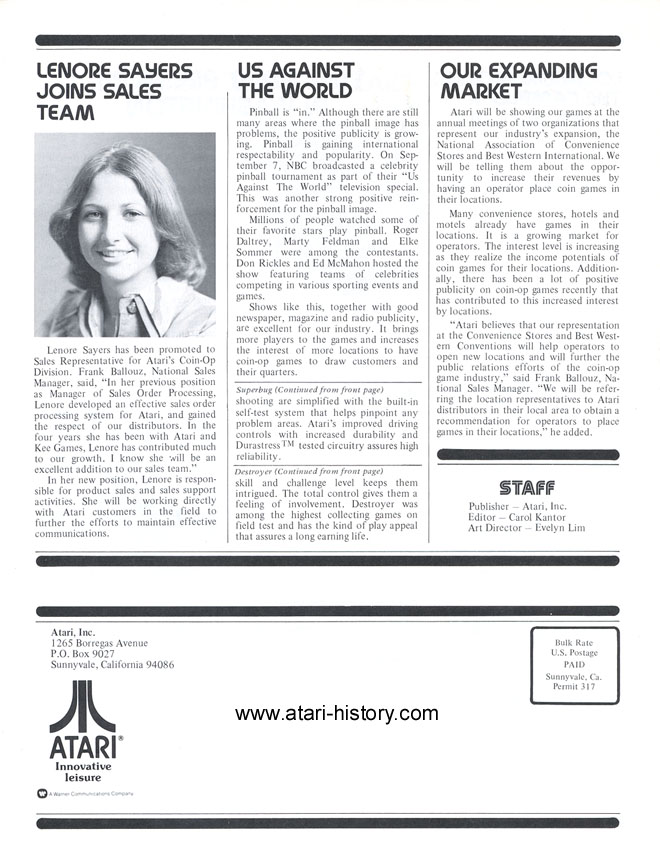 LENORE SAYERS
JOINS SALES
TEAM
Lenore Sayers has been promoted to
Sales Representative for Atari's Coin-Op
Division. Frank Ballouz, National Sales
Manager, said, "In her previous position
as Manager of Sales Order Processing,
Lenore developed an effective sales order
processing system for Atari, and gained
the respect of our distributors. In the
four years she has been with Atari and
Kee Games, Lenore has contributed much
to our growth. I know she will be an
excellent addition to our sales team."
In her new position, Lenore is respon-
sible for product sales and sales support
activities. She will be working directly
with Atari customers in the field to
further the efforts to maintain effective
communications.
US AGAINST
THE WORLD
Pinball is "in." Although there are still
many areas where the pinball image has
problems, the positive publicity is grow-
ing. Pinball is gaining international
respectability and popularity. On Sep-
tember 7, NBC broadcasted a celebrity
pinball tournament as part of their "Us
Against The World" television special.
This was another strong positive rein-
forcement for the pinball image.
Millions of people watched some of
their favorite stars play pinball. Roger
Daltrey, Marty Feldman and Elke
Sommer were among the contestants.
Don Rickles and Ed McMahon hosted the
show featuring teams of celebrities
competing in various sporting events and
games.
Shows like this, together with good
newspaper, magazine and radio publicity,
are excellent for our industry. It brings
more players to the games and increases
the interest of more locations to have
coin-op games to draw customers and
their quarters.
Superbug (Continued from front page)
shooting are simplified with the built-in
self-test system that helps pinpoint any
problem areas. Atari's improved driving
controls with increased durability and
Durastress™ tested circuitry assures high
reliability.
Destroyer (Continued from front page)
skill and challenge level keeps them
intrigued. The total control gives them a
feeling of involvement. Destroyer was
among the highest collecting games on
field test and has the kind of play appeal
that assures a long earning life.
OUR EXPANDING
MARKET
Atari will be showing our games at the
annual meetings of two organizations that
represent our industry's expansion, the
National Association of Convenience
Stores and Best Western International. We
will be telling them about the oppor-
tunity to increase their revenues by
having an operator place coin games in
their locations.
Many convenience stores, hotels and
motels already have games in their
locations. It is a growing market for
operators. The interest level is increasing
as they realize the income potentials of
coin games for their locations. Addition-
ally, there has been a lot of positive
publicity on coin-op games recently that
has contributed to this increased interest
by locations.
"Atari believes that our representation
at the Convenience Stores and Best West-
ern Conventions will help operators to
open new locations and will further the
public relations efforts of the coin-op
game industry," said Frank Ballouz, Na-
tional Sales Manager. "We will be refer-
ring the location representatives to Atari
distributors in their local area to obtain a
recommendation for operators to place
games in their locations," he added.
STAFF
Publisher – Atari, Inc.
Editor – Carol Kantor
Art Director – Evelyn Lim
Atari, Inc.
1265 Borregas Avenue
P.O. Box 9027
Sunnyvale, California 94086
ATARI®
Innovative
leisure
A Warner Communications Company
www.atari-history.com
Bulk Rate
U.S. Postage
PAID
Sunnyvale, Ca.
Permit 317